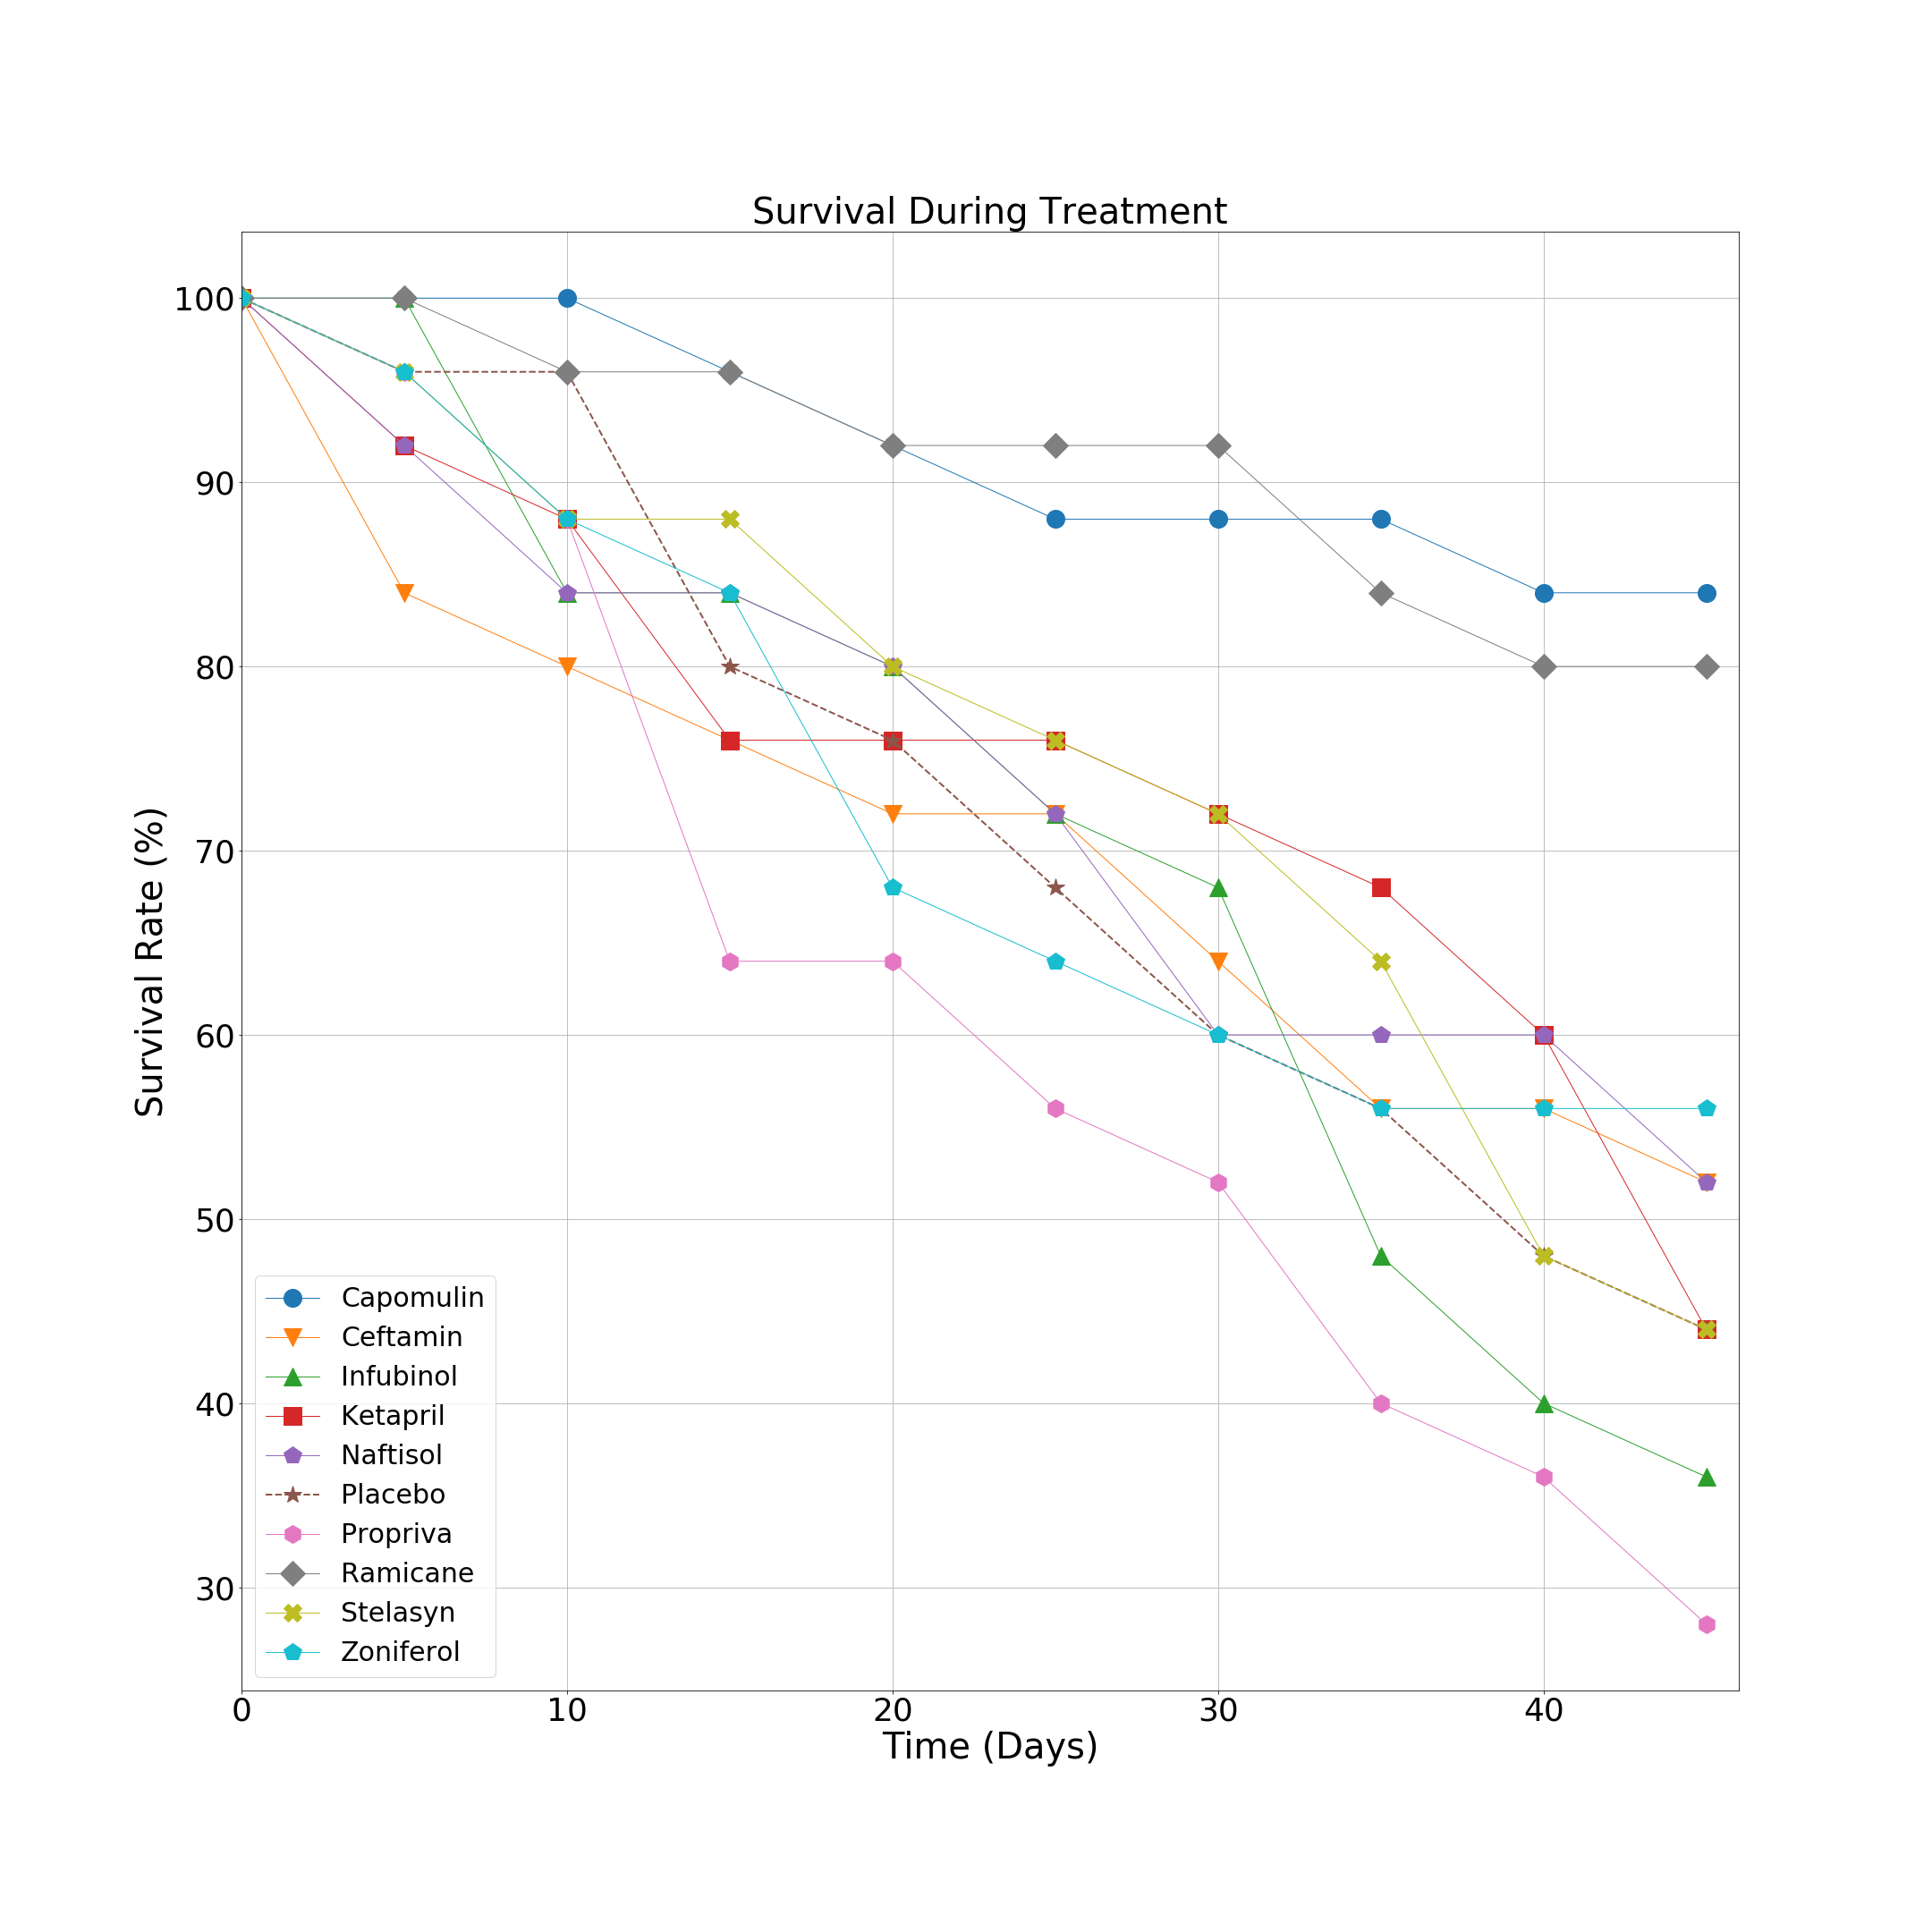 Survival During Treatment
Survival Rate (%)
100
90
80
70
60
50
40
30
Capomulin
Ceftamin
Infubinol
Ketapril
Naftisol
Placebo
Propriva
Ramicane
Stelasyn
Zoniferol
0 10 20 30 40
Time (Days)